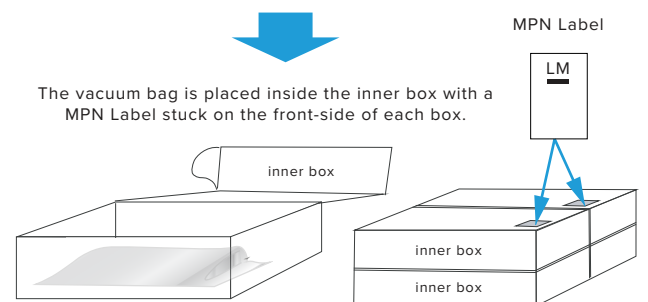 MPN Label
LM
The vacuum bag is placed inside the inner box with a
MPN Label stuck on the front-side of each box.
inner box
inner box
inner box